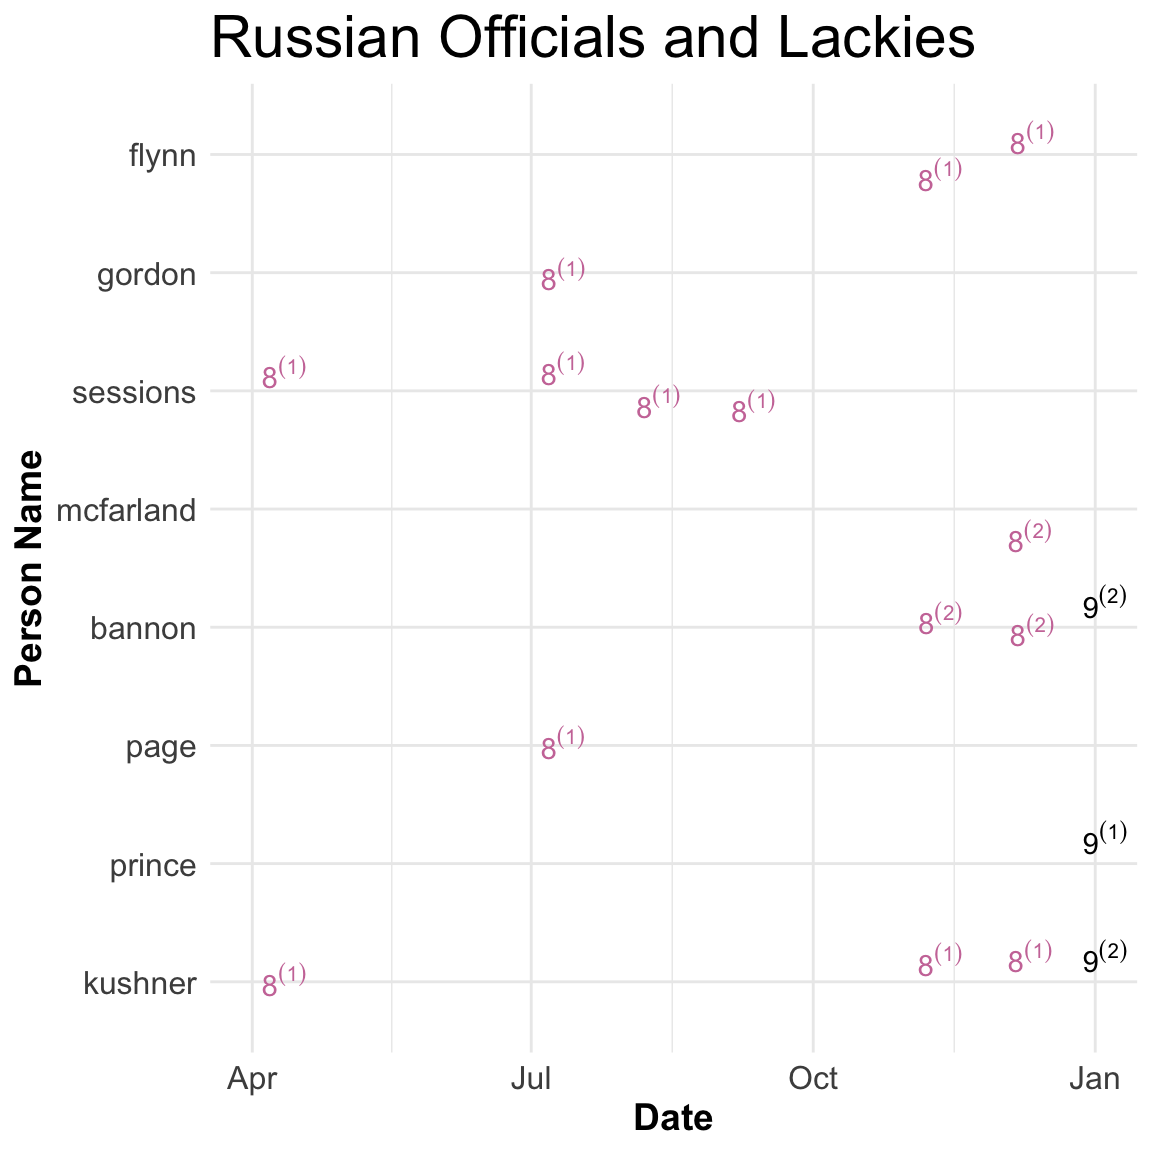 Russian Officials and Lackies
flynn
8(1)
8(1)
gordon
8(1)
sessions
8(1)
8(1)
8(1)
8(1)
mcfarland
8(2)
bannon
8(2)
8(2)
9(2)
page
8(1)
prince
9(1)
kushner
8(1)
8(1)
8(1)
9(2)
Person Name
Apr Jul Oct Jan
Date